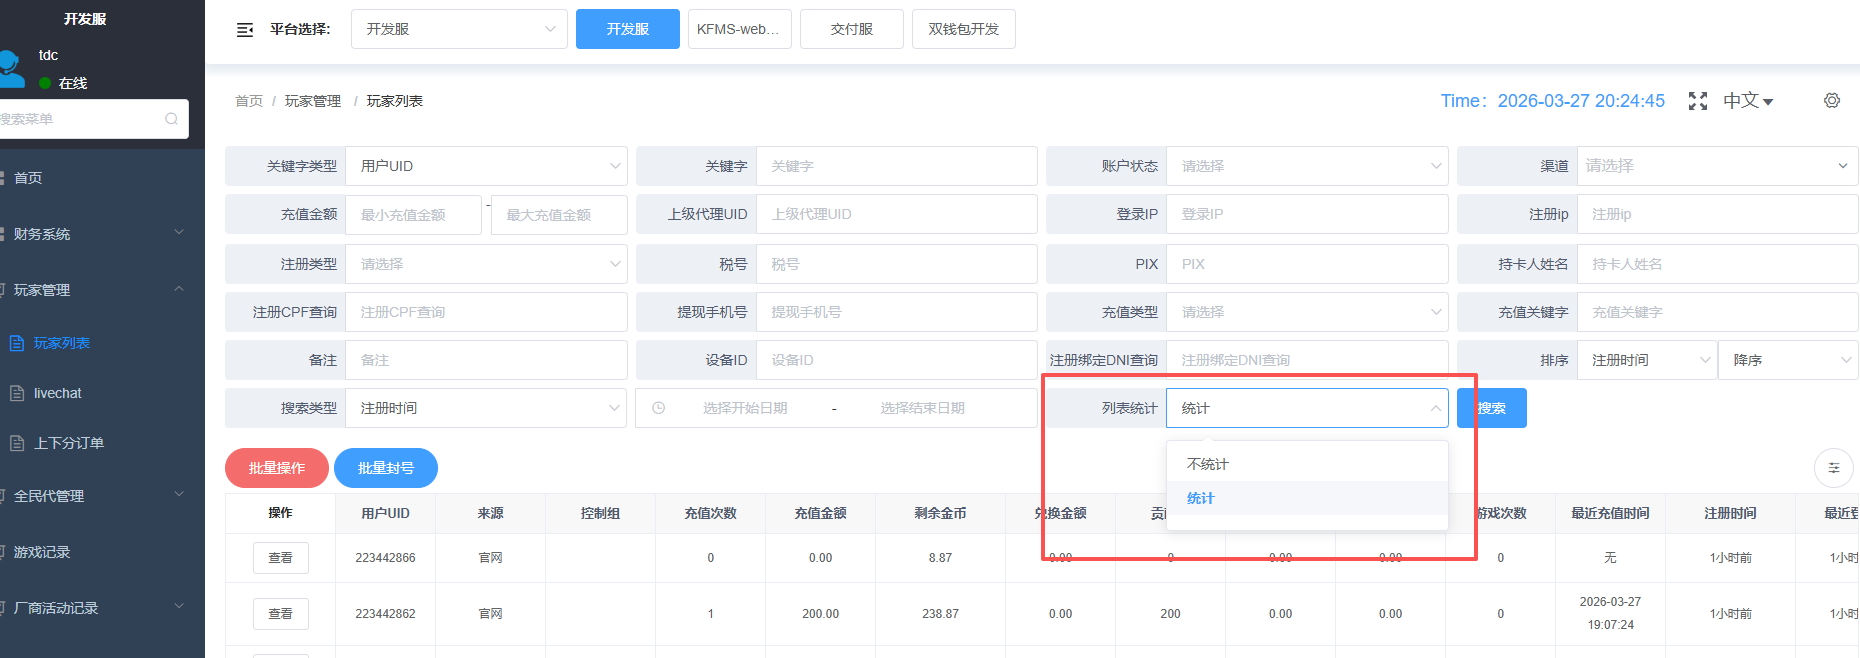 开发服
tdc
在线
搜索菜单
首页
财务系统
玩家管理
玩家列表
livechat
上下分订单
全民代管理
游戏记录
厂商活动记录
平台选择:
开发服
开发服
KFMS-web...
交付服
双钱包开发
首页 / 玩家管理 / 玩家列表
Time：2026-03-27 20:24:45
中文
关键字类型 用户UID 关键字 关键字 账户状态 请选择 渠道 请选择
充值金额 最小充值金额 - 最大充值金额 上级代理UID 上级代理UID 登录IP 登录IP 注册ip 注册ip
注册类型 请选择 税号 税号 PIX PIX 持卡人姓名 持卡人姓名
注册CPF查询 注册CPF查询 提现手机号 提现手机号 充值类型 请选择 充值关键字 充值关键字
备注 备注 设备ID 设备ID 注册绑定DNI查询 注册绑定DNI查询 排序 注册时间 降序
搜索类型 注册时间 选择开始日期 - 选择结束日期 列表统计 统计 搜索
不统计
统计
批量操作 批量封号
操作 用户UID 来源 控制组 充值次数 充值金额 剩余金币 兑换金额 贡 游戏次数 最近充值时间 注册时间 最近登
查看 223442866 官网 0 0.00 8.87 0.00 0 0.00 0.00 0 无 1小时前 1小时
查看 223442862 官网 1 200.00 238.87 0.00 200 0.00 0.00 0 2026-03-27 19:07:24 1小时前 1小时